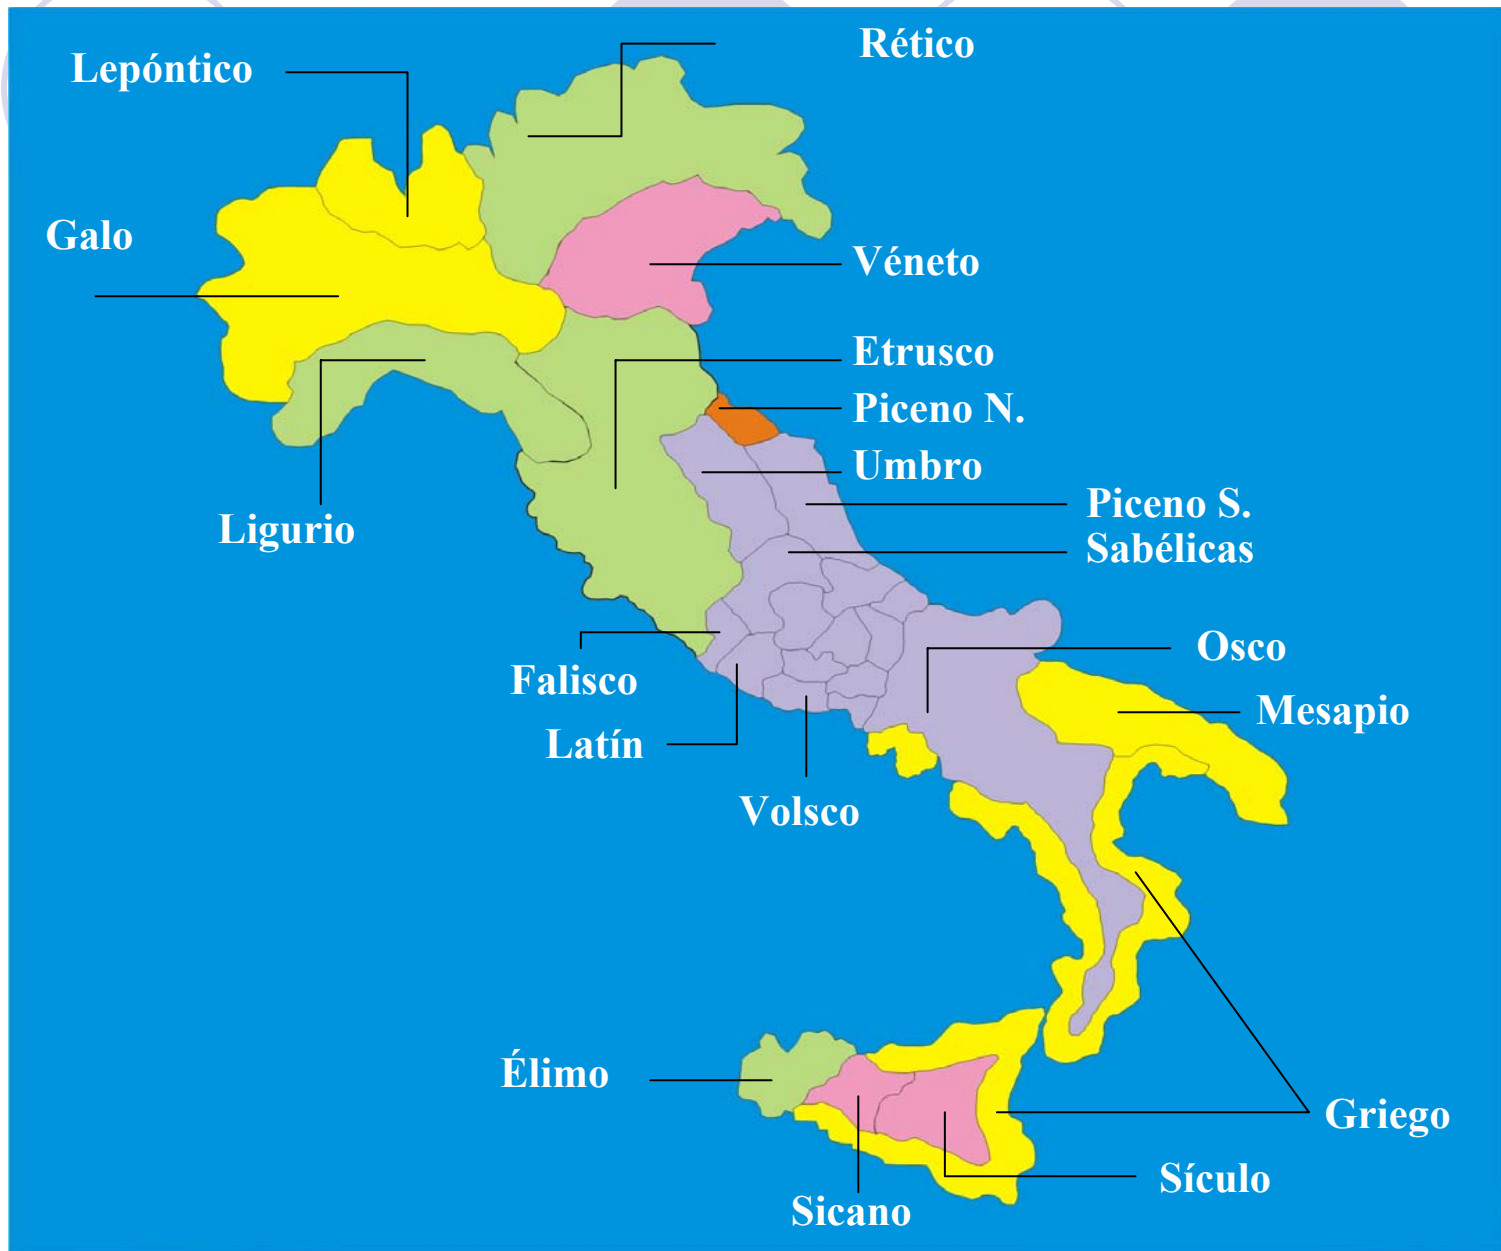 Rético
Lepóntico
Galo
Véneto
Etrusco
Piceno N.
Umbro
Piceno S.
Ligurio
Sabélicas
Osco
Falisco
Mesapio
Latín
Volsco
Élimo
Griego
Sículo
Sicano